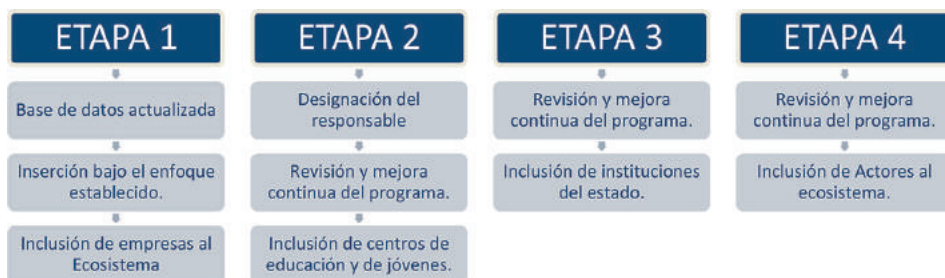 ETAPA 1
Base de datos actualizada
Inserción bajo el enfoque
establecido.
Inclusión de empresas al
Ecosistema
ETAPA 2
Designación del
responsable
Revisión y mejora
continua del programa.
Inclusión de centros de
educación y de jóvenes.
ETAPA 3
Revisión y mejora
continua del programa.
Inclusión de instituciones
del estado.
ETAPA 4
Revisión y mejora
continua del programa.
Inclusión de Actores al
ecosistema.